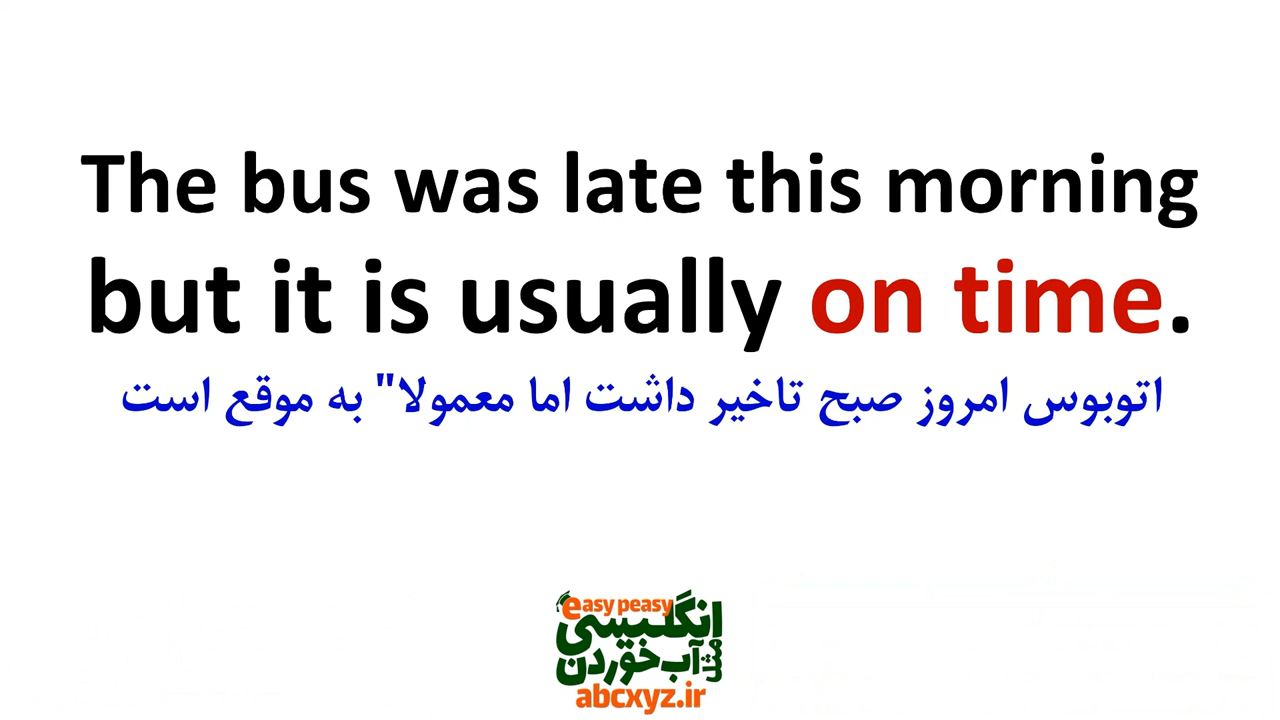 The bus was late this morning
but it is usually on time.
اتوبوس امروز صبح تاخیر داشت اما معمولا" به موقع است
easy peasy
انگلیسی
مثل
آب خوردن
abcxyz.ir